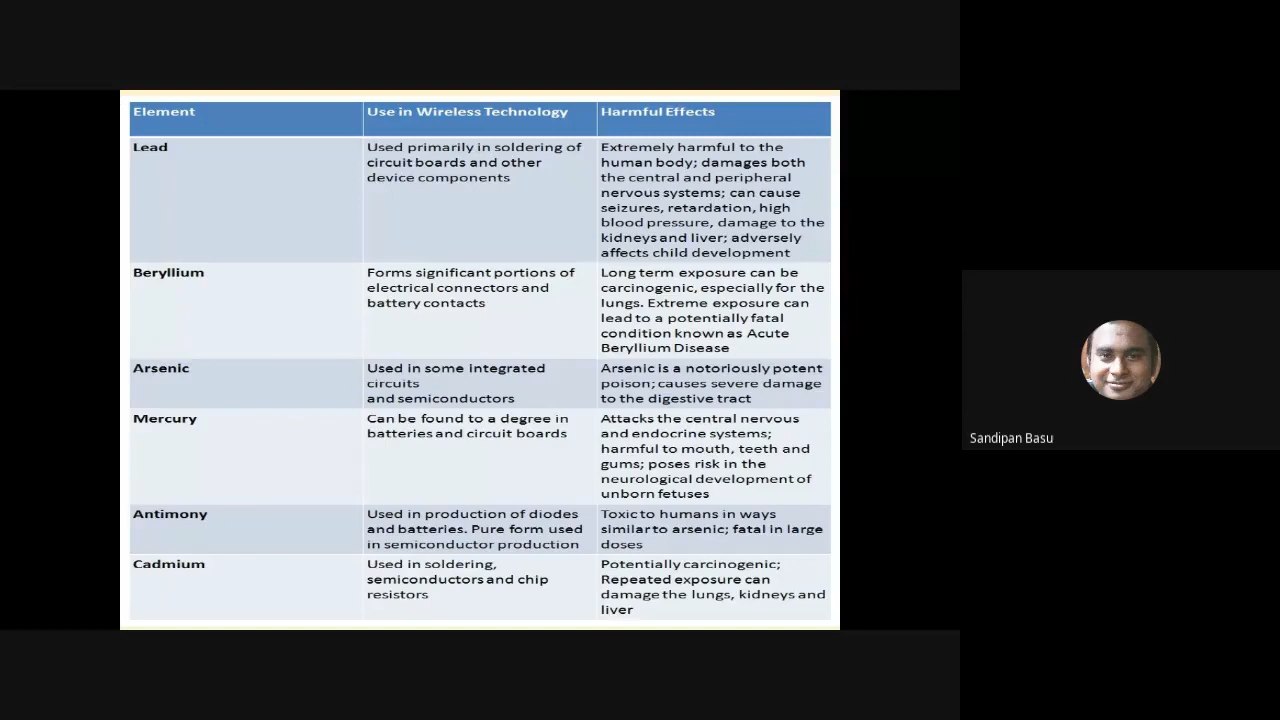 Element
Use in Wireless Technology
Harmful Effects
Lead
Used primarily in soldering of
circuit boards and other
device components
Extremely harmful to the
human body; damages both
the central and peripheral
nervous systems; can cause
seizures, retardation, high
blood pressure, damage to the
kidneys and liver; adversely
affects child development
Beryllium
Forms significant portions of
electrical connectors and
battery contacts
Long term exposure can be
carcinogenic, especially for the
lungs. Extreme exposure can
lead to a potentially fatal
condition known as Acute
Beryllium Disease
Arsenic
Used in some integrated
circuits
and semiconductors
Arsenic is a notoriously potent
poison; causes severe damage
to the digestive tract
Mercury
Can be found to a degree in
batteries and circuit boards
Attacks the central nervous
and endocrine systems;
harmful to mouth, teeth and
gums; poses risk in the
neurological development of
unborn fetuses
Antimony
Used in production of diodes
and batteries. Pure form used
in semiconductor production
Toxic to humans in ways
similar to arsenic; fatal in large
doses
Cadmium
Used in soldering,
semiconductors and chip
resistors
Potentially carcinogenic;
Repeated exposure can
damage the lungs, kidneys and
liver
Sandipan Basu